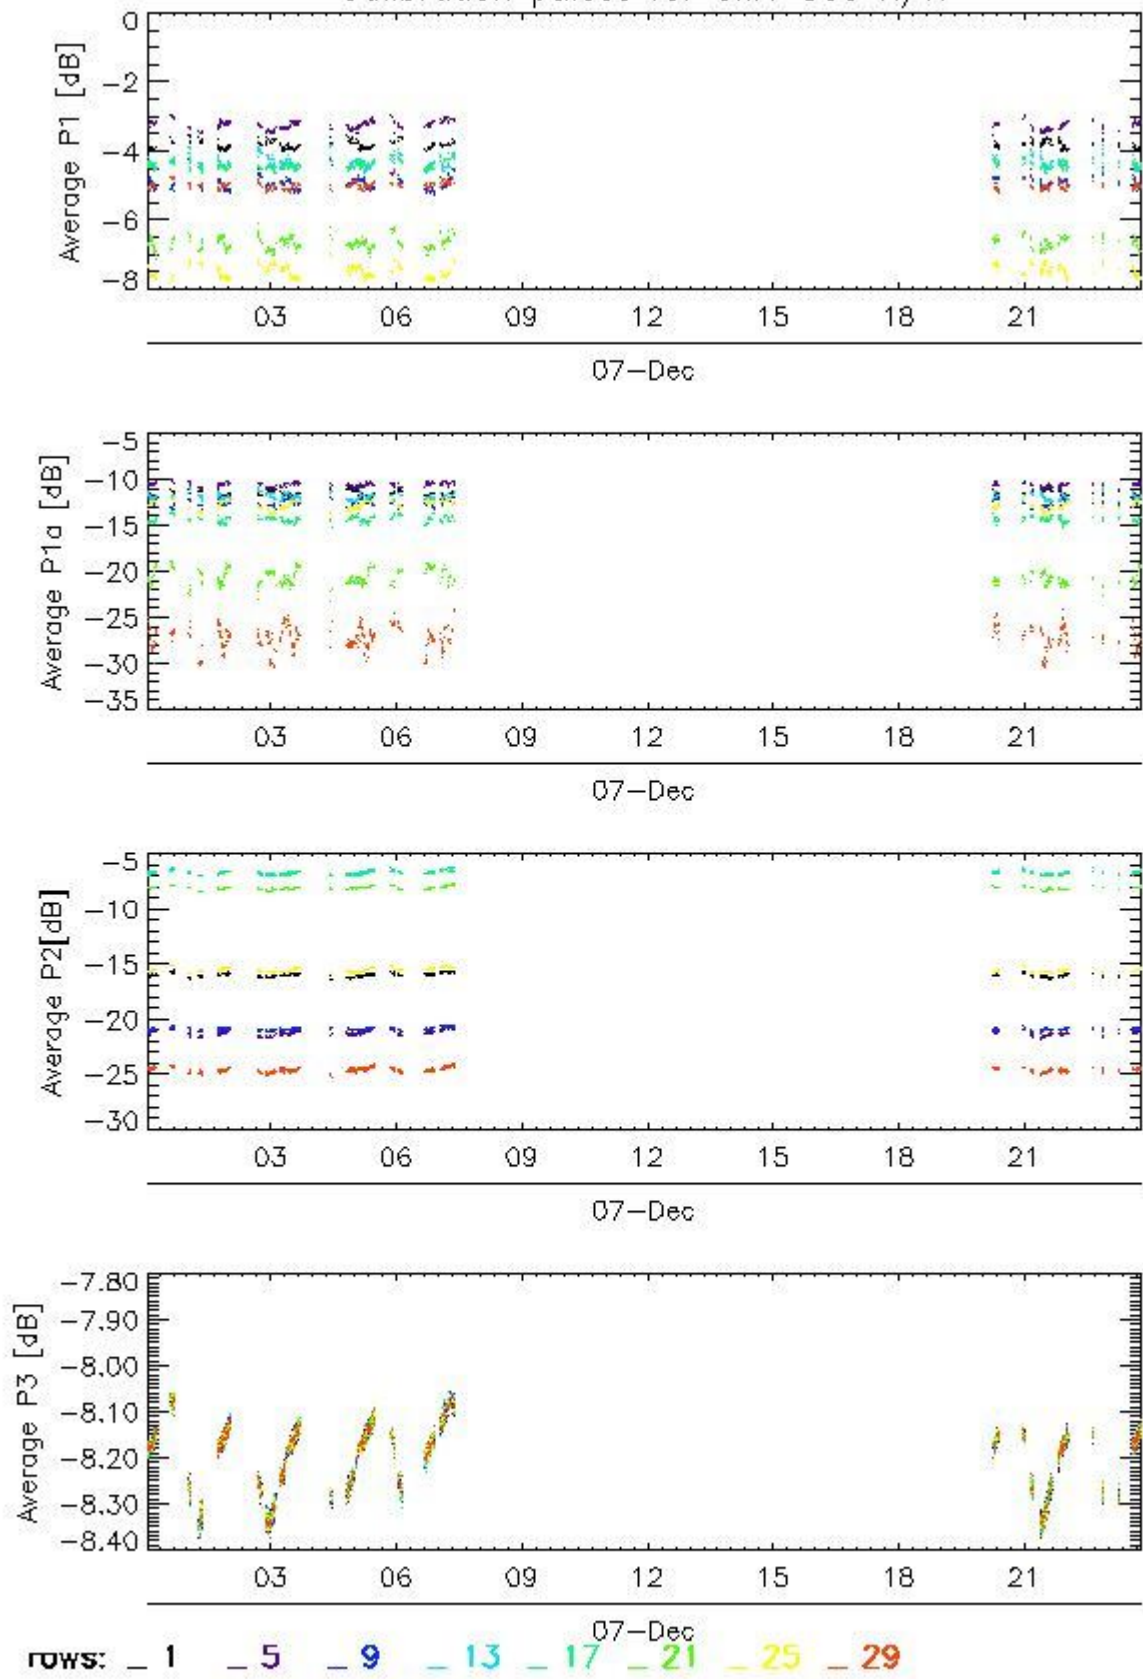 0
−2
−4
−6
−8
Average P1 [dB]
03 06 09 12 15 18 21
07−Dec
−5
−10
−15
−20
−25
−30
−35
Average P1a [dB]
03 06 09 12 15 18 21
07−Dec
−5
−10
−15
−20
−25
−30
Average P2[dB]
03 06 09 12 15 18 21
07−Dec
−7.80
−7.90
−8.00
−8.10
−8.20
−8.30
−8.40
Average P3 [dB]
03 06 09 12 15 18 21
07−Dec
rows: _ 1 _ 5 _ 9 _ 13 _ 17 _ 21 _ 25 _ 29